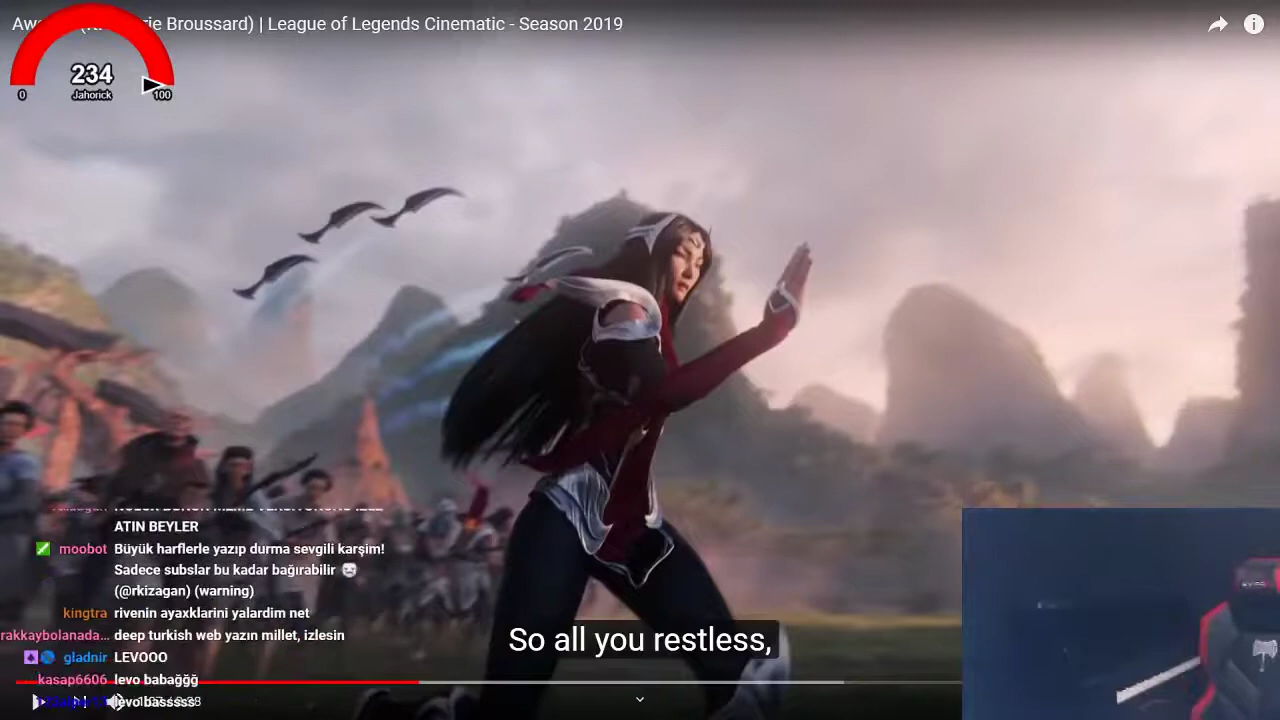 Broussard) | League of Legends Cinematic - Season 2019
234
0
Jahorick
100
ATIN BEYLER
moobot Büyük harflerle yazıp durma sevgili karşim!
Sadece subslar bu kadar bağırabilir
(@rkizagan) (warning)
kingtra rivenin ayaxklarini yalardim net
rakkaybolanada... deep turkish web yazın millet, izlesin
gladnir LEVOOO
kasap6606 levo babağğğ
levo basssss
So all you restless,